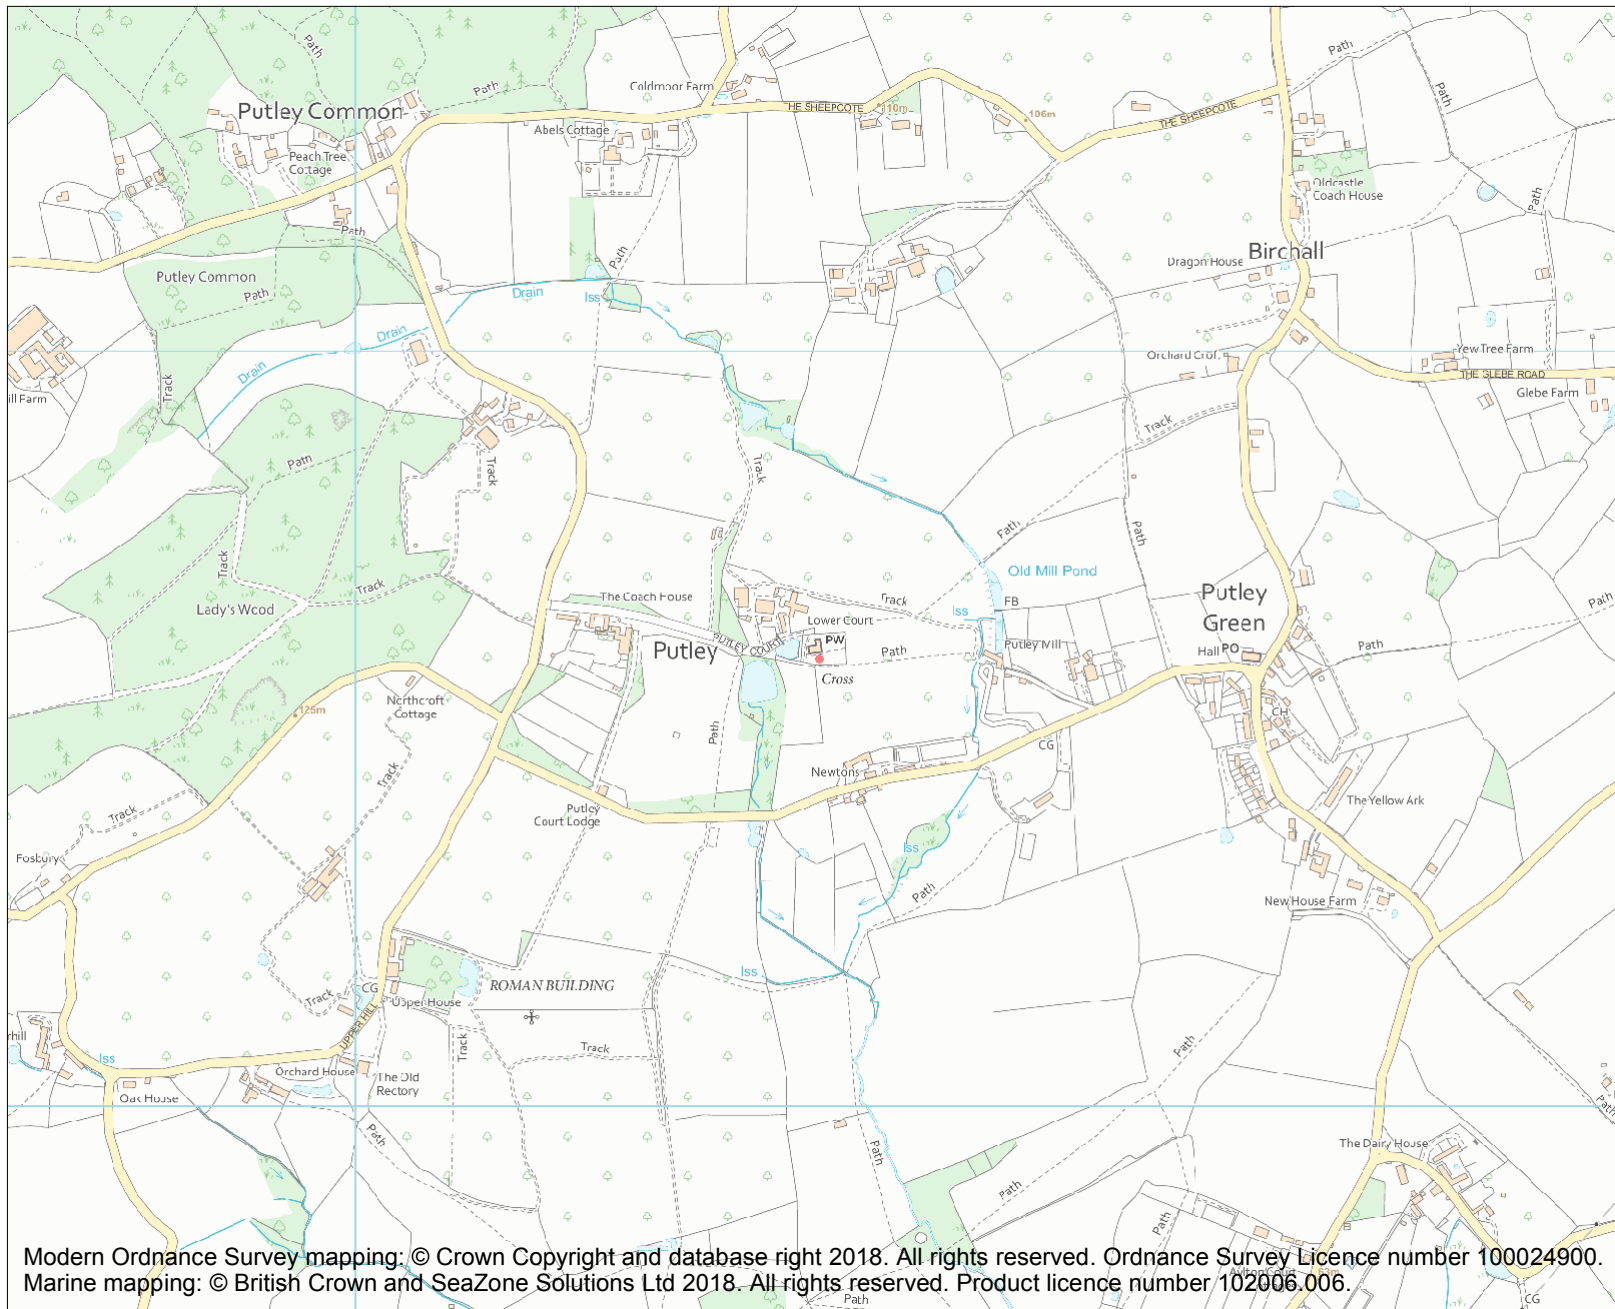 Path
Path
Coldmoor Farm
Path
Path
Putley Common
THE SHEEPCOTE
110m
106m
THE SHEEPCOTE
Abels Cottage
Peach Tree
Cottage
Oldcastle
Coach House
Path
Path
Path
Dragon House
Birchall
Putley Common
Path
Drain
Iss
Drain
Drain
Orchard Crof
Yew Tree Farm
THE GLEBE ROAD
Glebe Farm
ill Farm
Track
Track
Path
Track
Track
Path
Path
Track
Track
Old Mill Pond
Lady's Wood
The Coach House
Track
Iss
FB
Putley
Green
Path
Lower Court
PUTLEY COURT
PW
Putley
Path
Putley Mill
Hall
PO
Path
Cross
Northcroft
Cottage
125m
Path
CH
CG
Track
Newtons
Track
Putley
Court Lodge
The Yellow Ark
Fosbury
Iss
Path
New House Farm
Iss
ROMAN BUILDING
CG
Track
Upper House
UPPER HILL
Track
Track
Path
rhill
Iss
Orchard House
The Old
Rectory
Oak House
Path
Path
Path
The Dairy House
Path
Path
Modern Ordnance Survey mapping: © Crown Copyright and database right 2018. All rights reserved. Ordnance Survey Licence number 100024900.
Marine mapping: © British Crown and SeaZone Solutions Ltd 2018. All rights reserved. Product licence number 102006.006.
63m
Path
CG